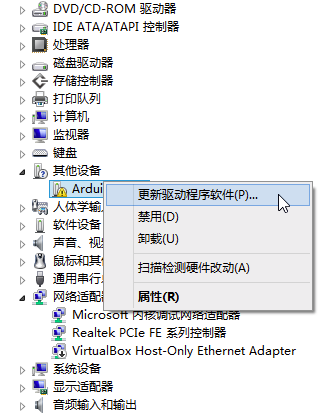 DVD/CD-ROM 驱动器
IDE ATA/ATAPI 控制器
处理器
磁盘驱动器
存储控制器
打印队列
计算机
监视器
键盘
其他设备
Ardui
更新驱动程序软件(P)...
人体学输
禁用(D)
软件设备
卸载(U)
声音、视频
鼠标和其
扫描检测硬件改动(A)
通用串行
网络适配器
属性(R)
Microsoft 内核调试网络适配器
Realtek PCIe FE 系列控制器
VirtualBox Host-Only Ethernet Adapter
系统设备
显示适配器
音频输入和输出